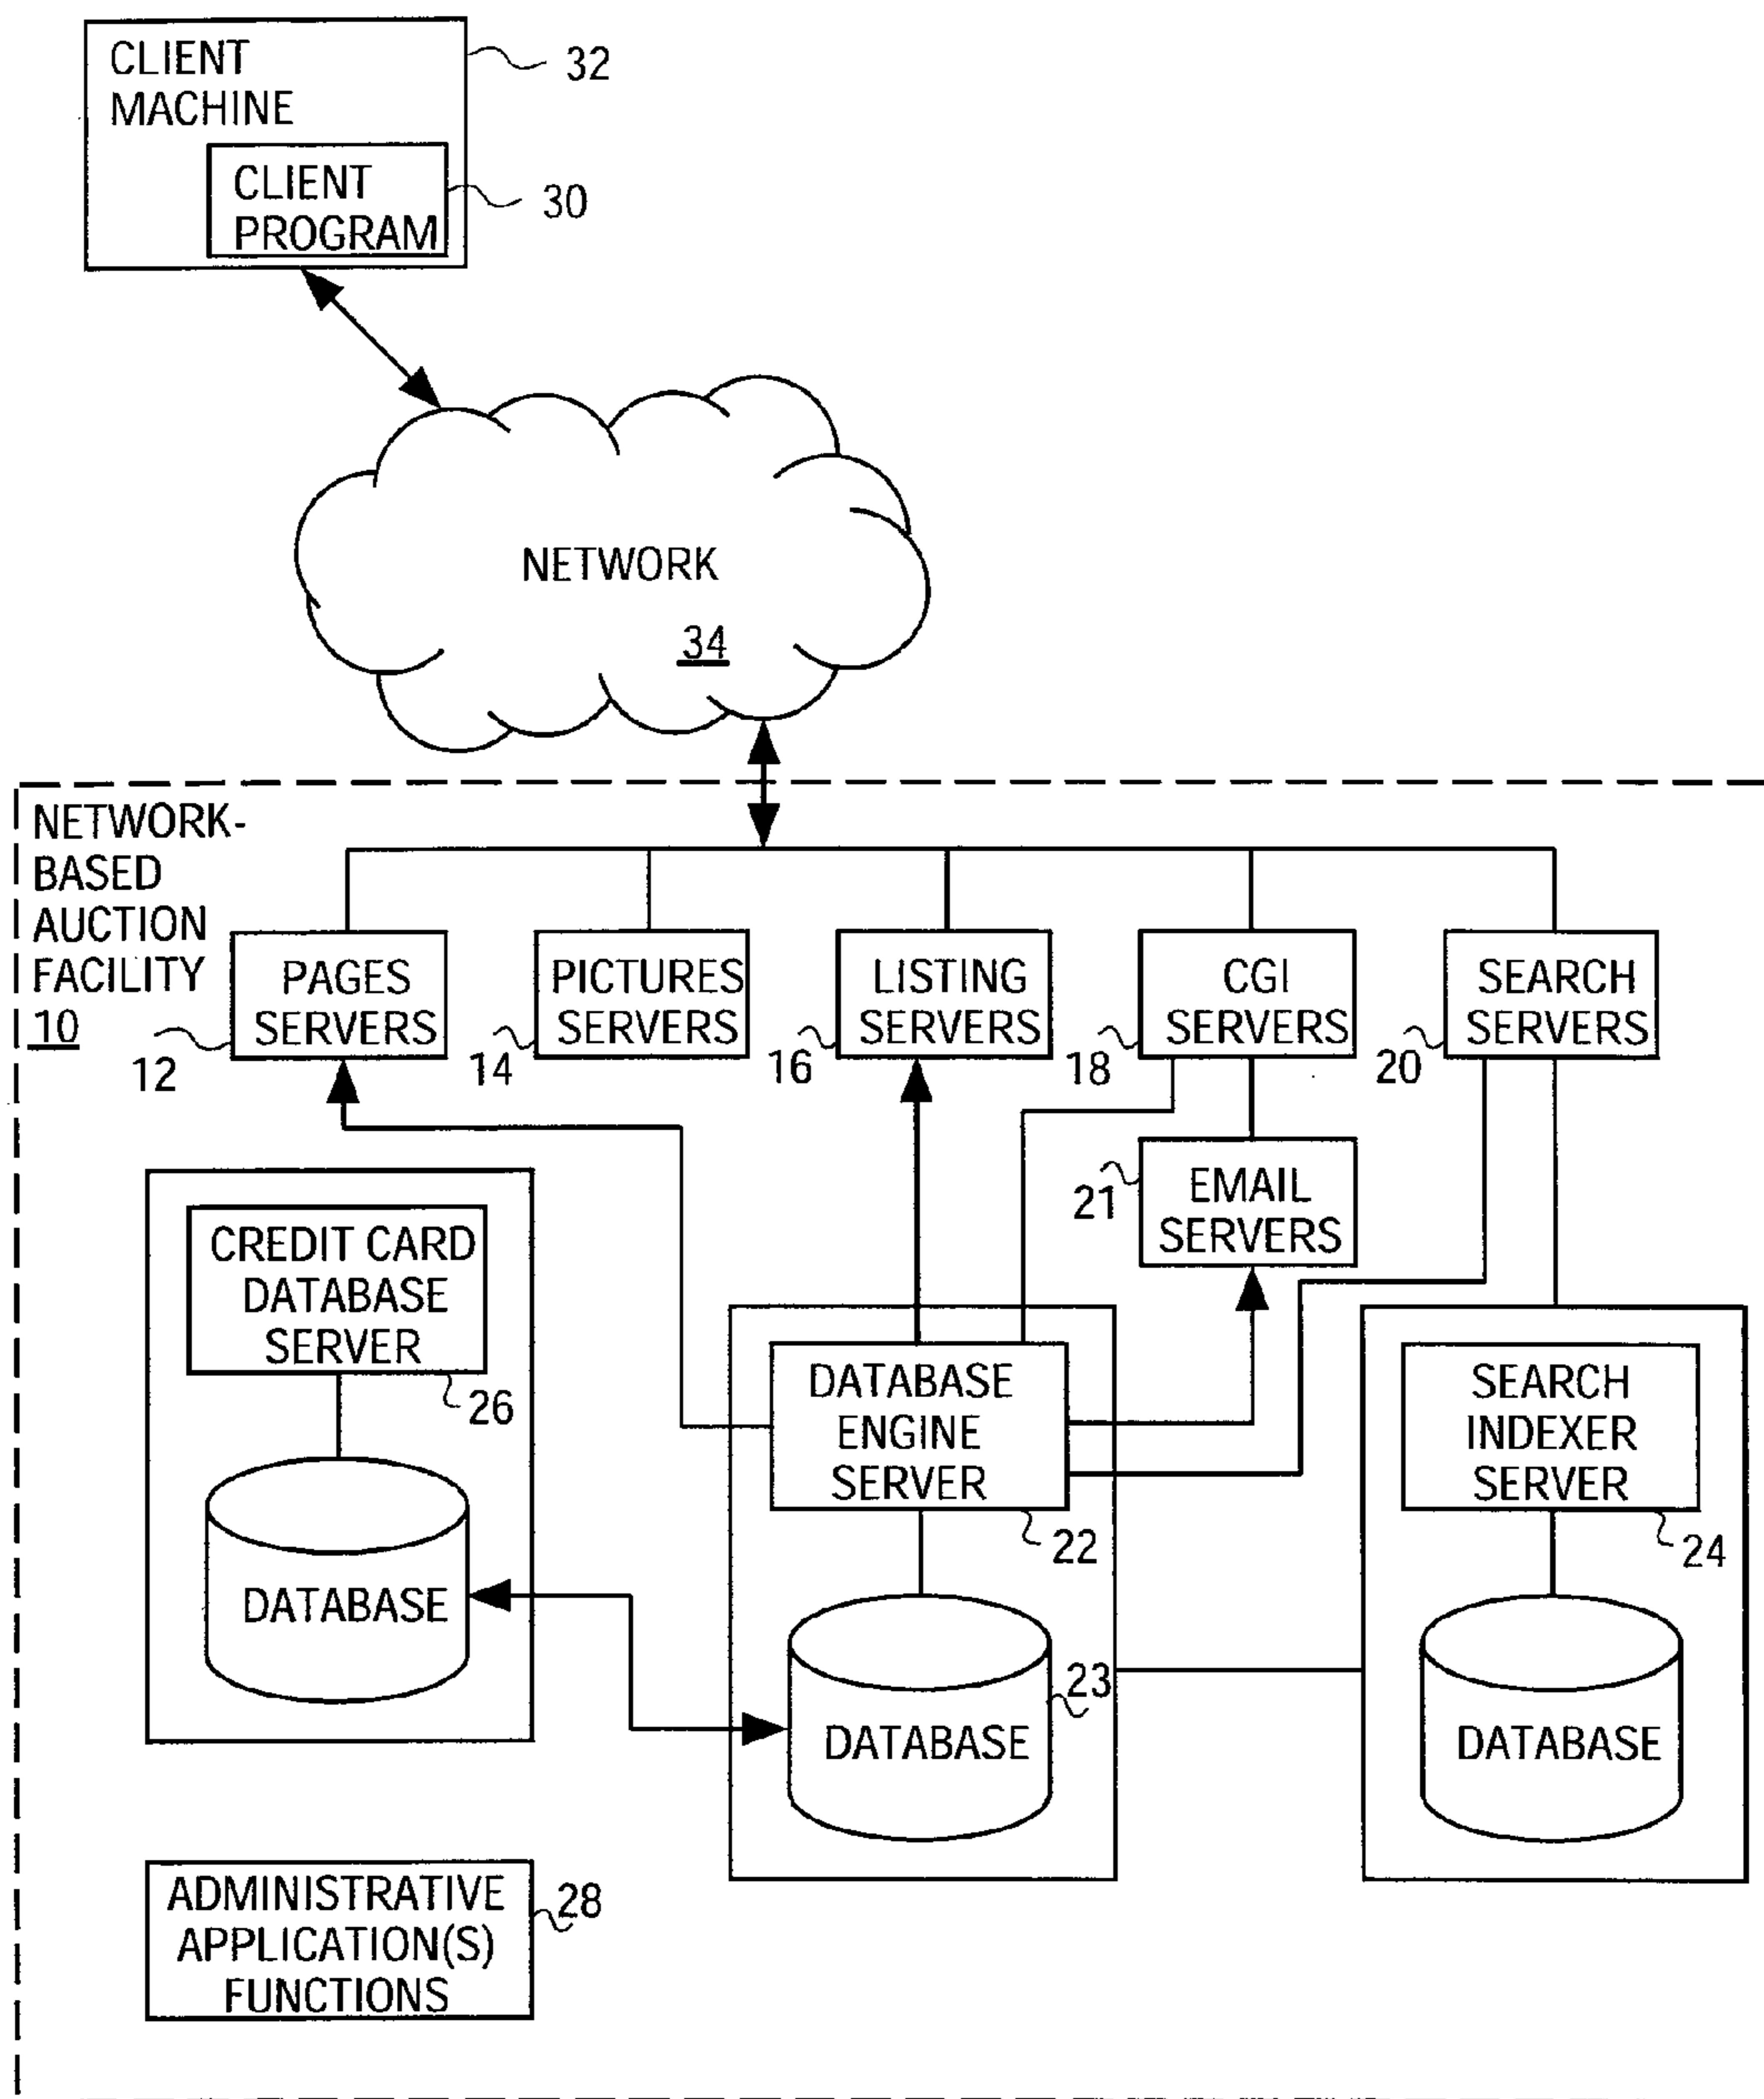 CLIENT
MACHINE
32
CLIENT
PROGRAM
30
NETWORK
34
NETWORK-
BASED
AUCTION
FACILITY
10
PAGES
SERVERS
12
PICTURES
SERVERS
14
LISTING
SERVERS
16
CGI
SERVERS
18
SEARCH
SERVERS
20
EMAIL
SERVERS
21
CREDIT CARD
DATABASE
SERVER
26
DATABASE
DATABASE
ENGINE
SERVER
22
DATABASE
23
SEARCH
INDEXER
SERVER
24
DATABASE
ADMINISTRATIVE
APPLICATION(S)
FUNCTIONS
28